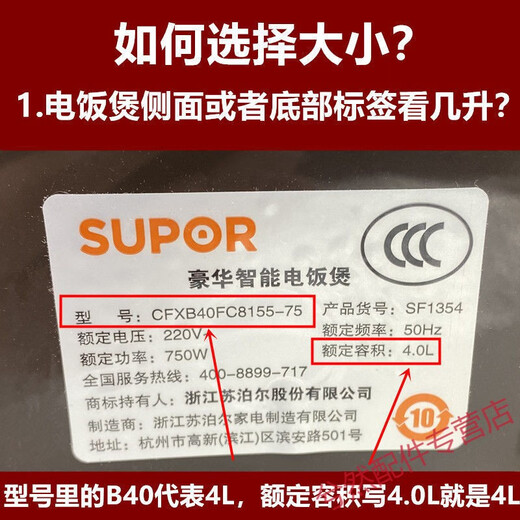 如何选择大小?
1.电饭煲侧面或者底部标签看几升?
SUPOR
CCC
豪华智能电饭煲
型 号: CFXB40FC8155-75 产品货号: SF1354
额定电压: 220V 额定频率: 50Hz
额定功率: 750W 额定容积: 4.0L
全国服务热线: 400-8899-717
商标持有人: 浙江苏泊尔股份有限公司
制造商: 浙江苏泊尔家电制造有限公司
地址: 杭州市高新(滨江)区滨安路501号
10
型号里的B40代表4L, 额定容积写4.0L就是4L